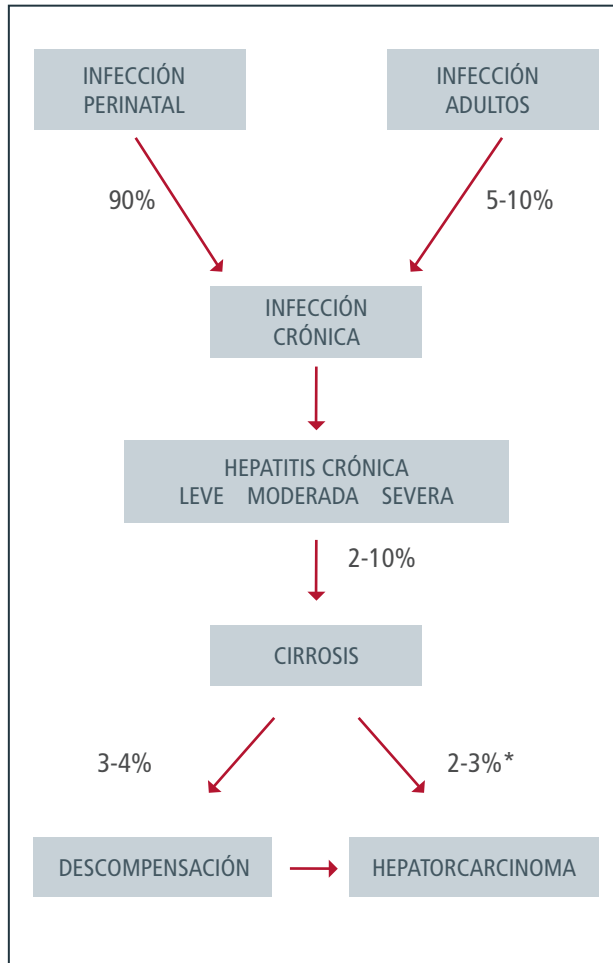 INFECCIÓN
PERINATAL
INFECCIÓN
ADULTOS
90%
5-10%
INFECCIÓN
CRÓNICA
HEPATITIS CRÓNICA
LEVE MODERADA SEVERA
2-10%
CIRROSIS
3-4%
2-3%*
DESCOMPENSACIÓN
HEPATORCARCINOMA